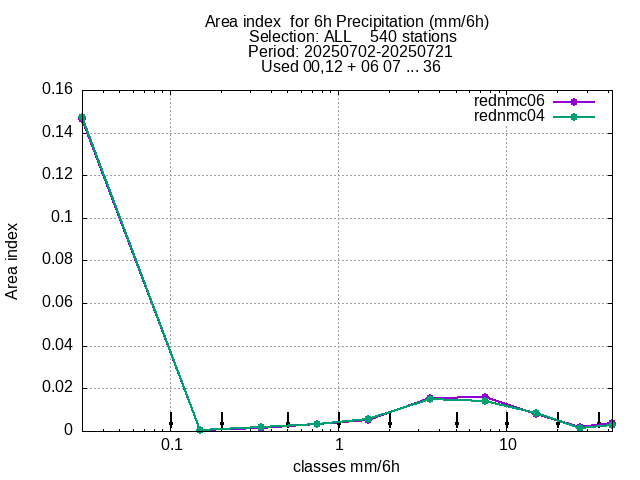 Area index  for 6h Precipitation (mm/6h)
Selection: ALL    540 stations
Period: 20250702-20250721
Used 00,12 + 06 07 ... 36
rednmc06
rednmc04
0.16
0.14
0.12
0.1
0.08
0.06
0.04
0.02
0
Area index
0.1
1
10
classes mm/6h